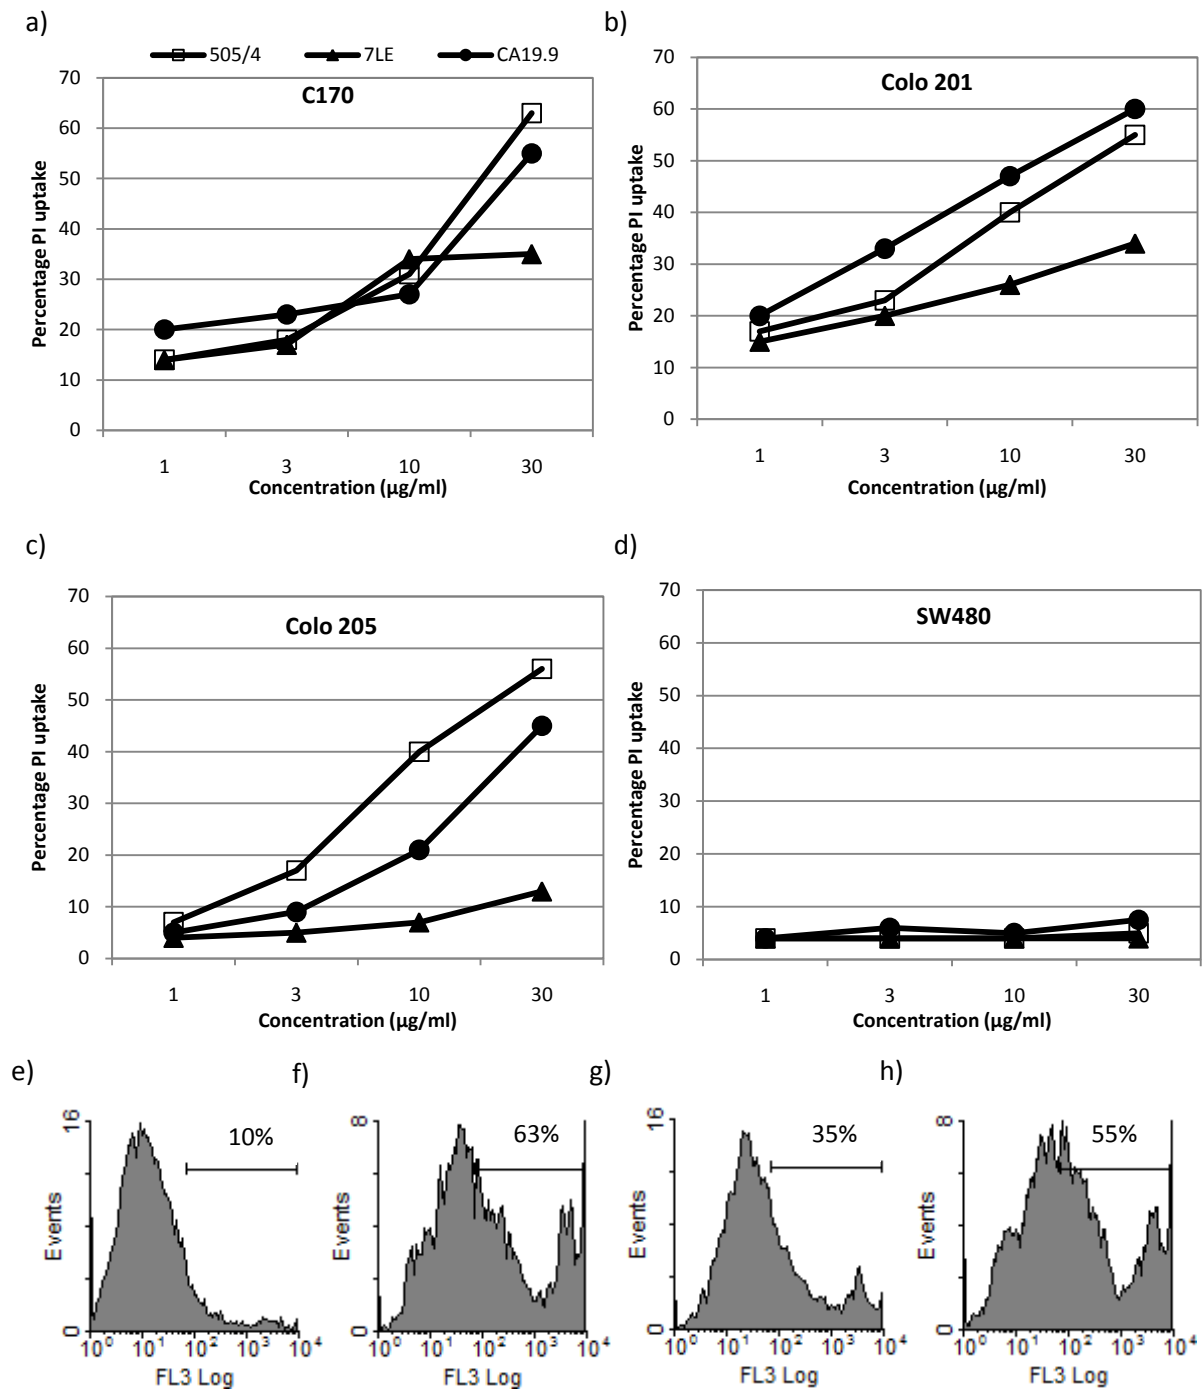 a)
505/4 7LE CA19.9
C170
Percentage PI uptake
70
60
50
40
30
20
10
0
1 3 10 30
Concentration (µg/ml)
b)
Colo 201
Percentage PI uptake
70
60
50
40
30
20
10
0
1 3 10 30
Concentration (µg/ml)
c)
Colo 205
Percentage PI uptake
70
60
50
40
30
20
10
0
1 3 10 30
Concentration (µg/ml)
d)
SW480
Percentage PI uptake
70
60
50
40
30
20
10
0
1 3 10 30
Concentration (µg/ml)
e)
16
10%
Events
0
10⁰ 10¹ 10² 10³ 10⁴
FL3 Log
f)
8
63%
Events
0
10⁰ 10¹ 10² 10³ 10⁴
FL3 Log
g)
16
35%
Events
0
10⁰ 10¹ 10² 10³ 10⁴
FL3 Log
h)
8
55%
Events
0
10⁰ 10¹ 10² 10³ 10⁴
FL3 Log